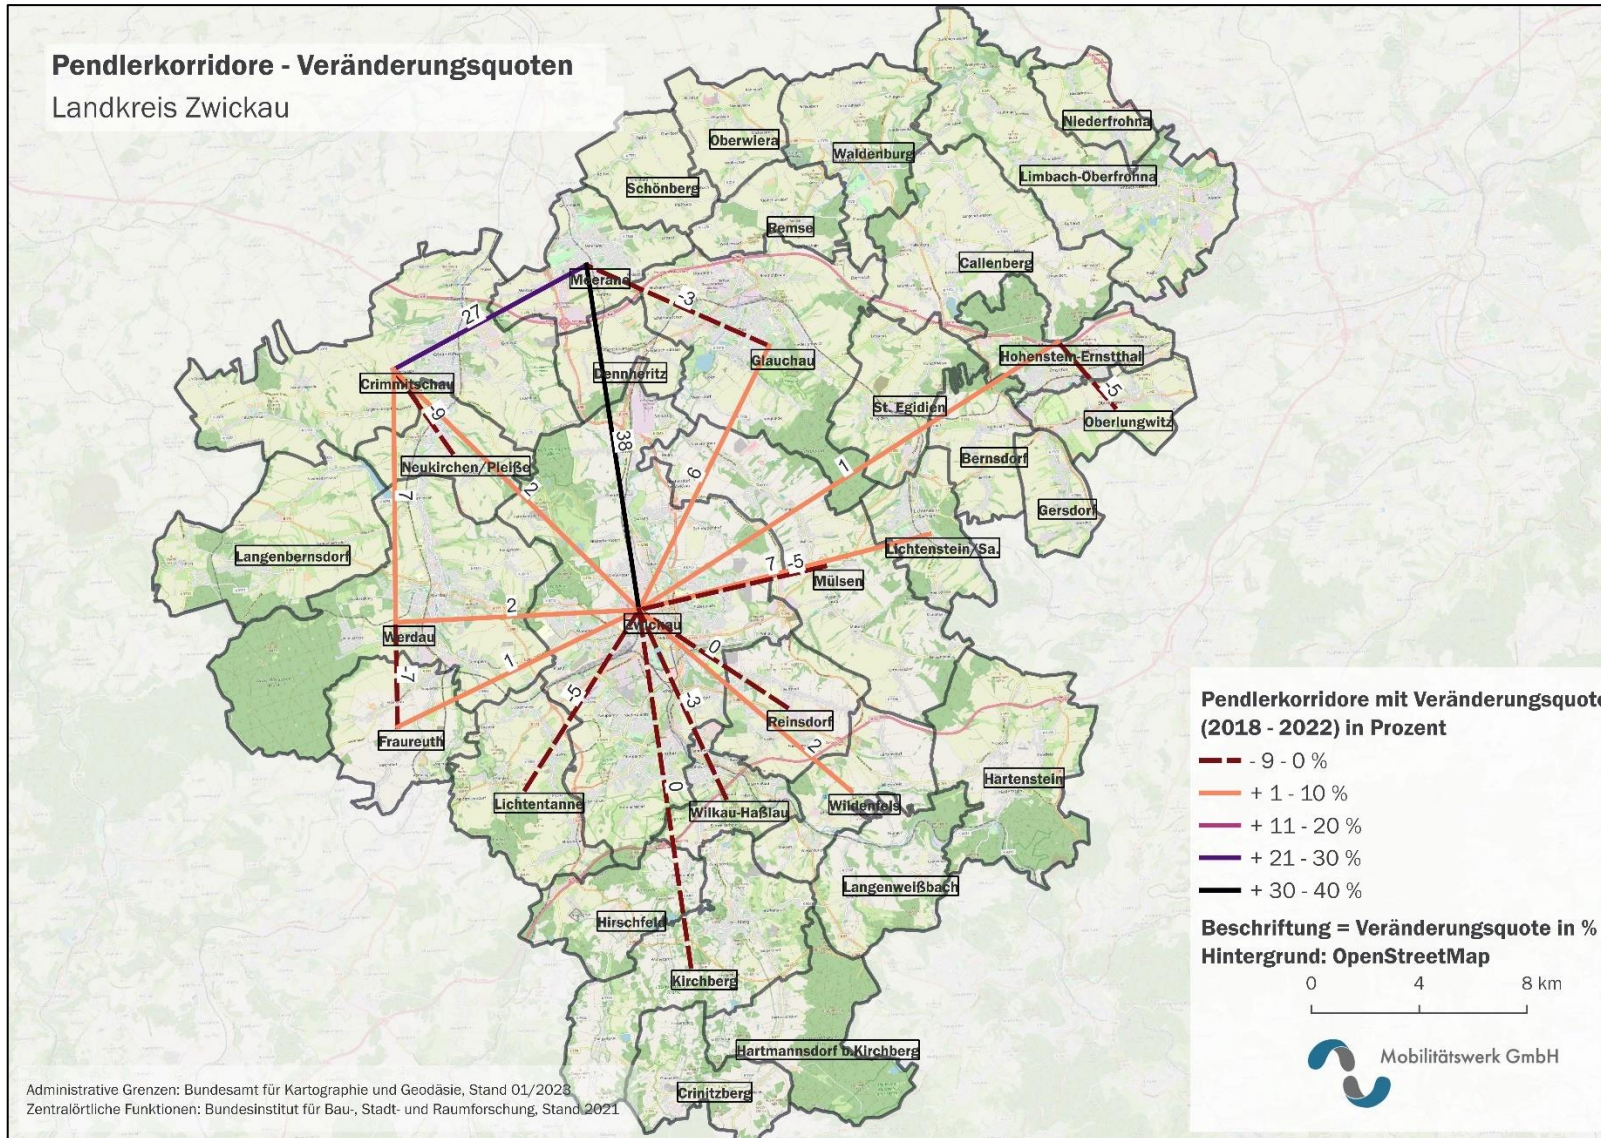 Pendlerkorridore - Veränderungsquoten
Landkreis Zwickau
Niederfrohna
Oberwiera
Waldenburg
Limbach-Oberfrohna
Schönberg
Remse
Callenberg
Meerane
27
-3
Glauchau
Hohenstein-Ernstthal
Dennheritz
Crimmitschau
-5
-9
St. Egidien
Oberlungwitz
38
Bernsdorf
Neukirchen/Pleiße
6
1
2
7
Gersdorf
Langenbernsdorf
Lichtenstein/Sa.
7
-5
Mülsen
2
Zwickau
Werdau
0
1
-7
-5
-3
Reinsdorf
Fraureuth
2
Hartenstein
0
Lichtentanne
Wilkau-Haßlau
Wildenfels
Langenweißbach
Hirschfeld
Kirchberg
Hartmannsdorf b.Kirchberg
Crinitzberg
Pendlerkorridore mit Veränderungsquote
(2018 - 2022) in Prozent
- 9 - 0 %
+ 1 - 10 %
+ 11 - 20 %
+ 21 - 30 %
+ 30 - 40 %
Beschriftung = Veränderungsquote in %
Hintergrund: OpenStreetMap
0 4 8 km
Mobilitätswerk GmbH
Administrative Grenzen: Bundesamt für Kartographie und Geodäsie, Stand 01/2023
Zentralörtliche Funktionen: Bundesinstitut für Bau-, Stadt- und Raumforschung, Stand 2021